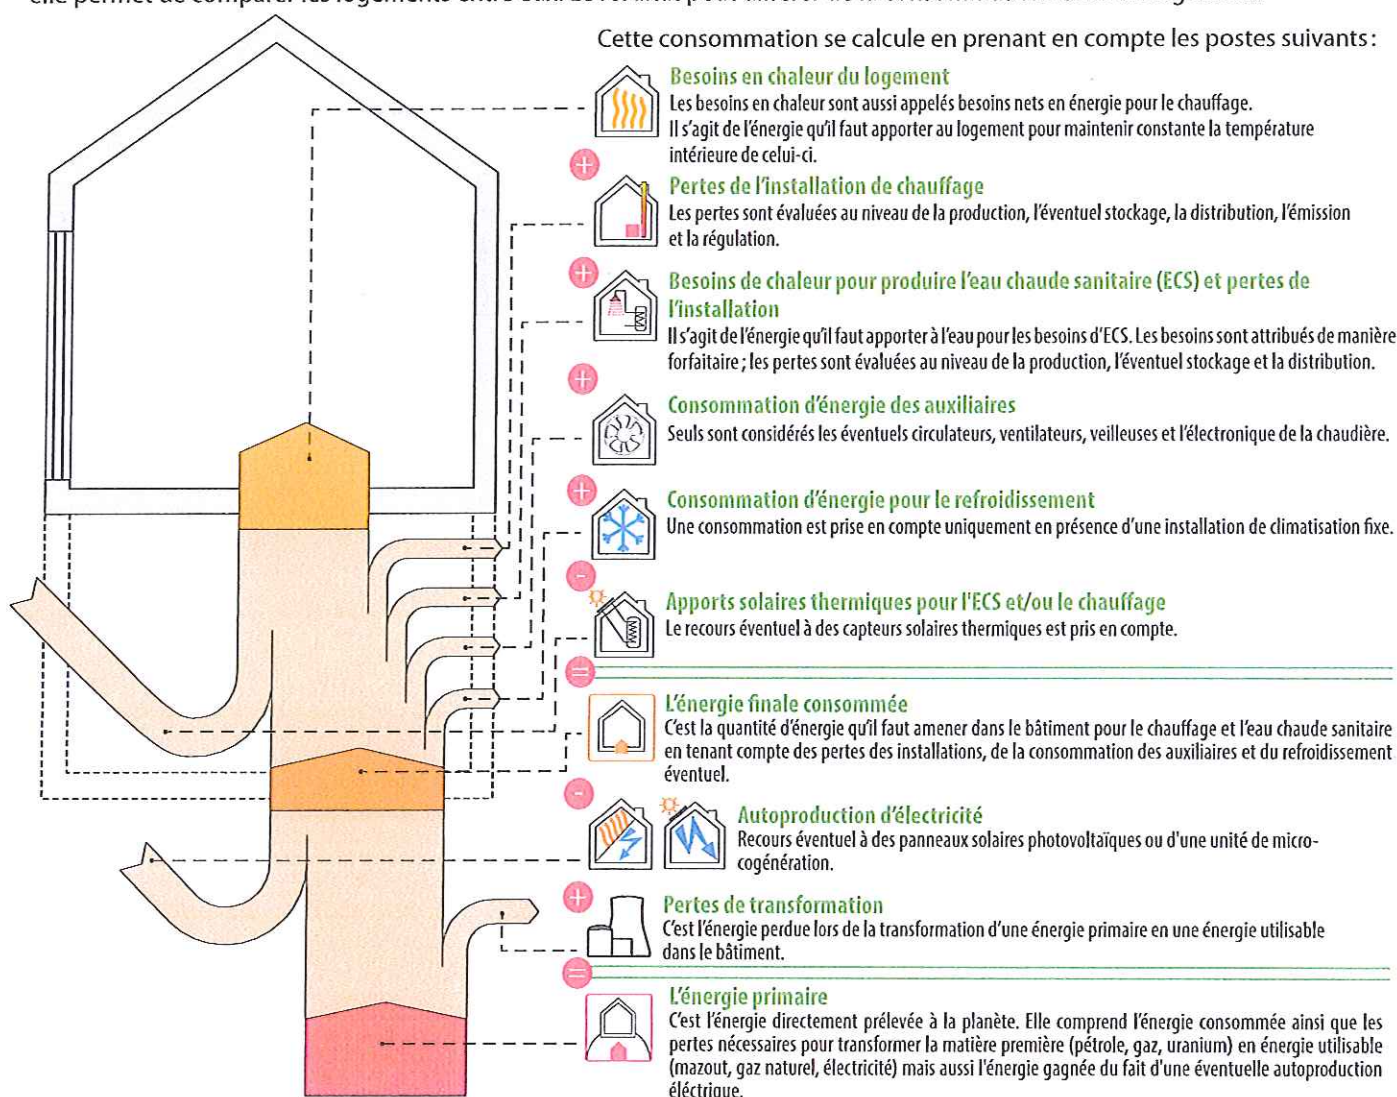 Cette consommation se calcule en prenant en compte les postes suivants :
Besoins en chaleur du logement
Les besoins en chaleur sont aussi appelés besoins nets en énergie pour le chauffage.
Il s'agit de l'énergie qu'il faut apporter au logement pour maintenir constante la température
intérieure de celui-ci.
+
Pertes de l'installation de chauffage
Les pertes sont évaluées au niveau de la production, l'éventuel stockage, la distribution, l'émission
et la régulation.
+
Besoins de chaleur pour produire l'eau chaude sanitaire (ECS) et pertes de
l'installation
Il s'agit de l'énergie qu'il faut apporter à l'eau pour les besoins d'ECS. Les besoins sont attribués de manière
forfaitaire ; les pertes sont évaluées au niveau de la production, l'éventuel stockage et la distribution.
+
Consommation d'énergie des auxiliaires
Seuls sont considérés les éventuels circulateurs, ventilateurs, veilleuses et l'électronique de la chaudière.
+
Consommation d'énergie pour le refroidissement
Une consommation est prise en compte uniquement en présence d'une installation de climatisation fixe.
-
Apports solaires thermiques pour l'ECS et/ou le chauffage
Le recours éventuel à des capteurs solaires thermiques est pris en compte.
=
L'énergie finale consommée
C'est la quantité d'énergie qu'il faut amener dans le bâtiment pour le chauffage et l'eau chaude sanitaire
en tenant compte des pertes des installations, de la consommation des auxiliaires et du refroidissement
éventuel.
-
Autoproduction d'électricité
Recours éventuel à des panneaux solaires photovoltaïques ou d'une unité de micro-
cogénération.
+
Pertes de transformation
C'est l'énergie perdue lors de la transformation d'une énergie primaire en une énergie utilisable
dans le bâtiment.
=
L'énergie primaire
C'est l'énergie directement prélevée à la planète. Elle comprend l'énergie consommée ainsi que les
pertes nécessaires pour transformer la matière première (pétrole, gaz, uranium) en énergie utilisable
(mazout, gaz naturel, électricité) mais aussi l'énergie gagnée du fait d'une éventuelle autoproduction
éléctrique.